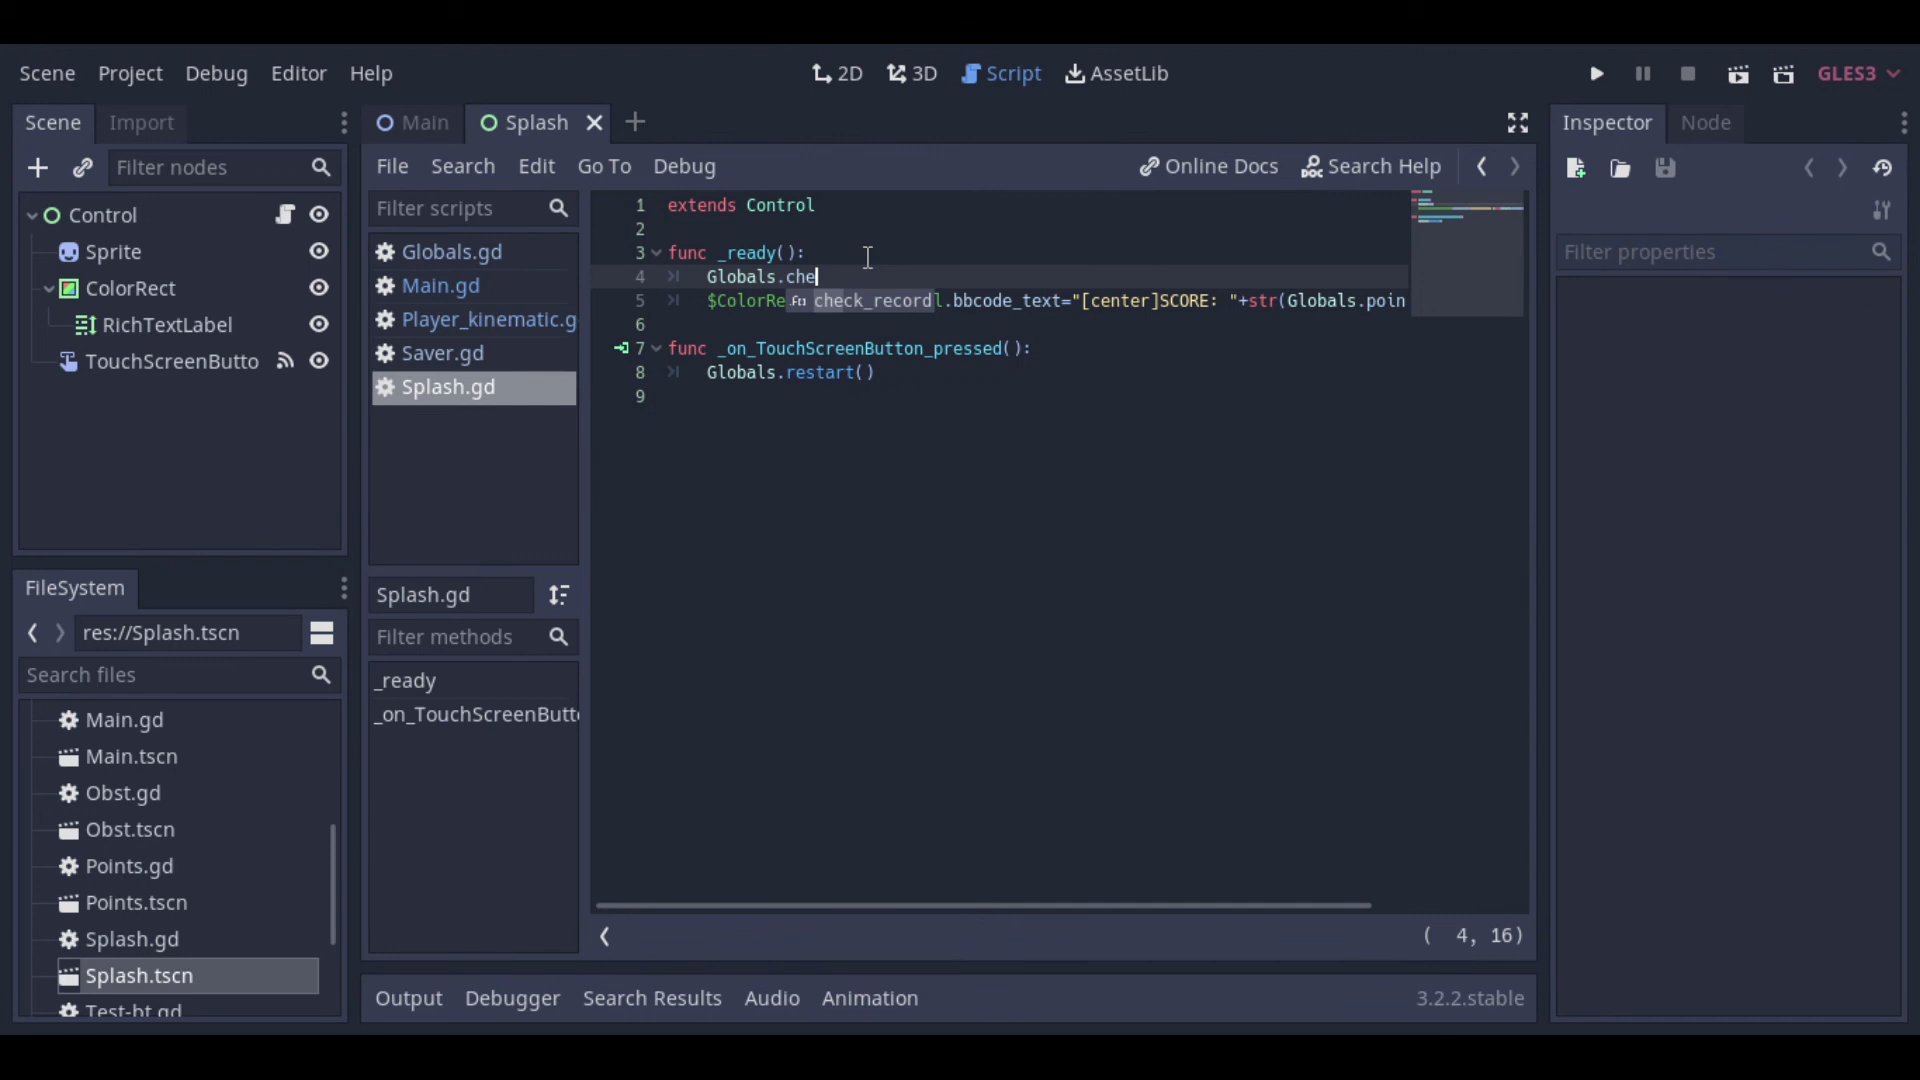 Scene Project Debug Editor Help 2D 3D Script AssetLib GLES3
Scene Import
Filter nodes
Control
Sprite
ColorRect
RichTextLabel
TouchScreenButto
FileSystem
res://Splash.tscn
Search files
Main.gd
Main.tscn
Obst.gd
Obst.tscn
Points.gd
Points.tscn
Splash.gd
Splash.tscn
Test-bt.gd
Main Splash
File Search Edit Go To Debug Online Docs Search Help
Filter scripts
Globals.gd
Main.gd
Player_kinematic.g
Saver.gd
Splash.gd
Splash.gd
Filter methods
_ready
_on_TouchScreenButt
1 extends Control
2
3 func _ready():
4 Globals.che
check_record
5 $ColorRe l.bbcode_text="[center]SCORE: "+str(Globals.poin
6
7 func _on_TouchScreenButton_pressed():
8 Globals.restart()
9
( 4, 16)
Output Debugger Search Results Audio Animation 3.2.2.stable
Inspector Node
Filter properties